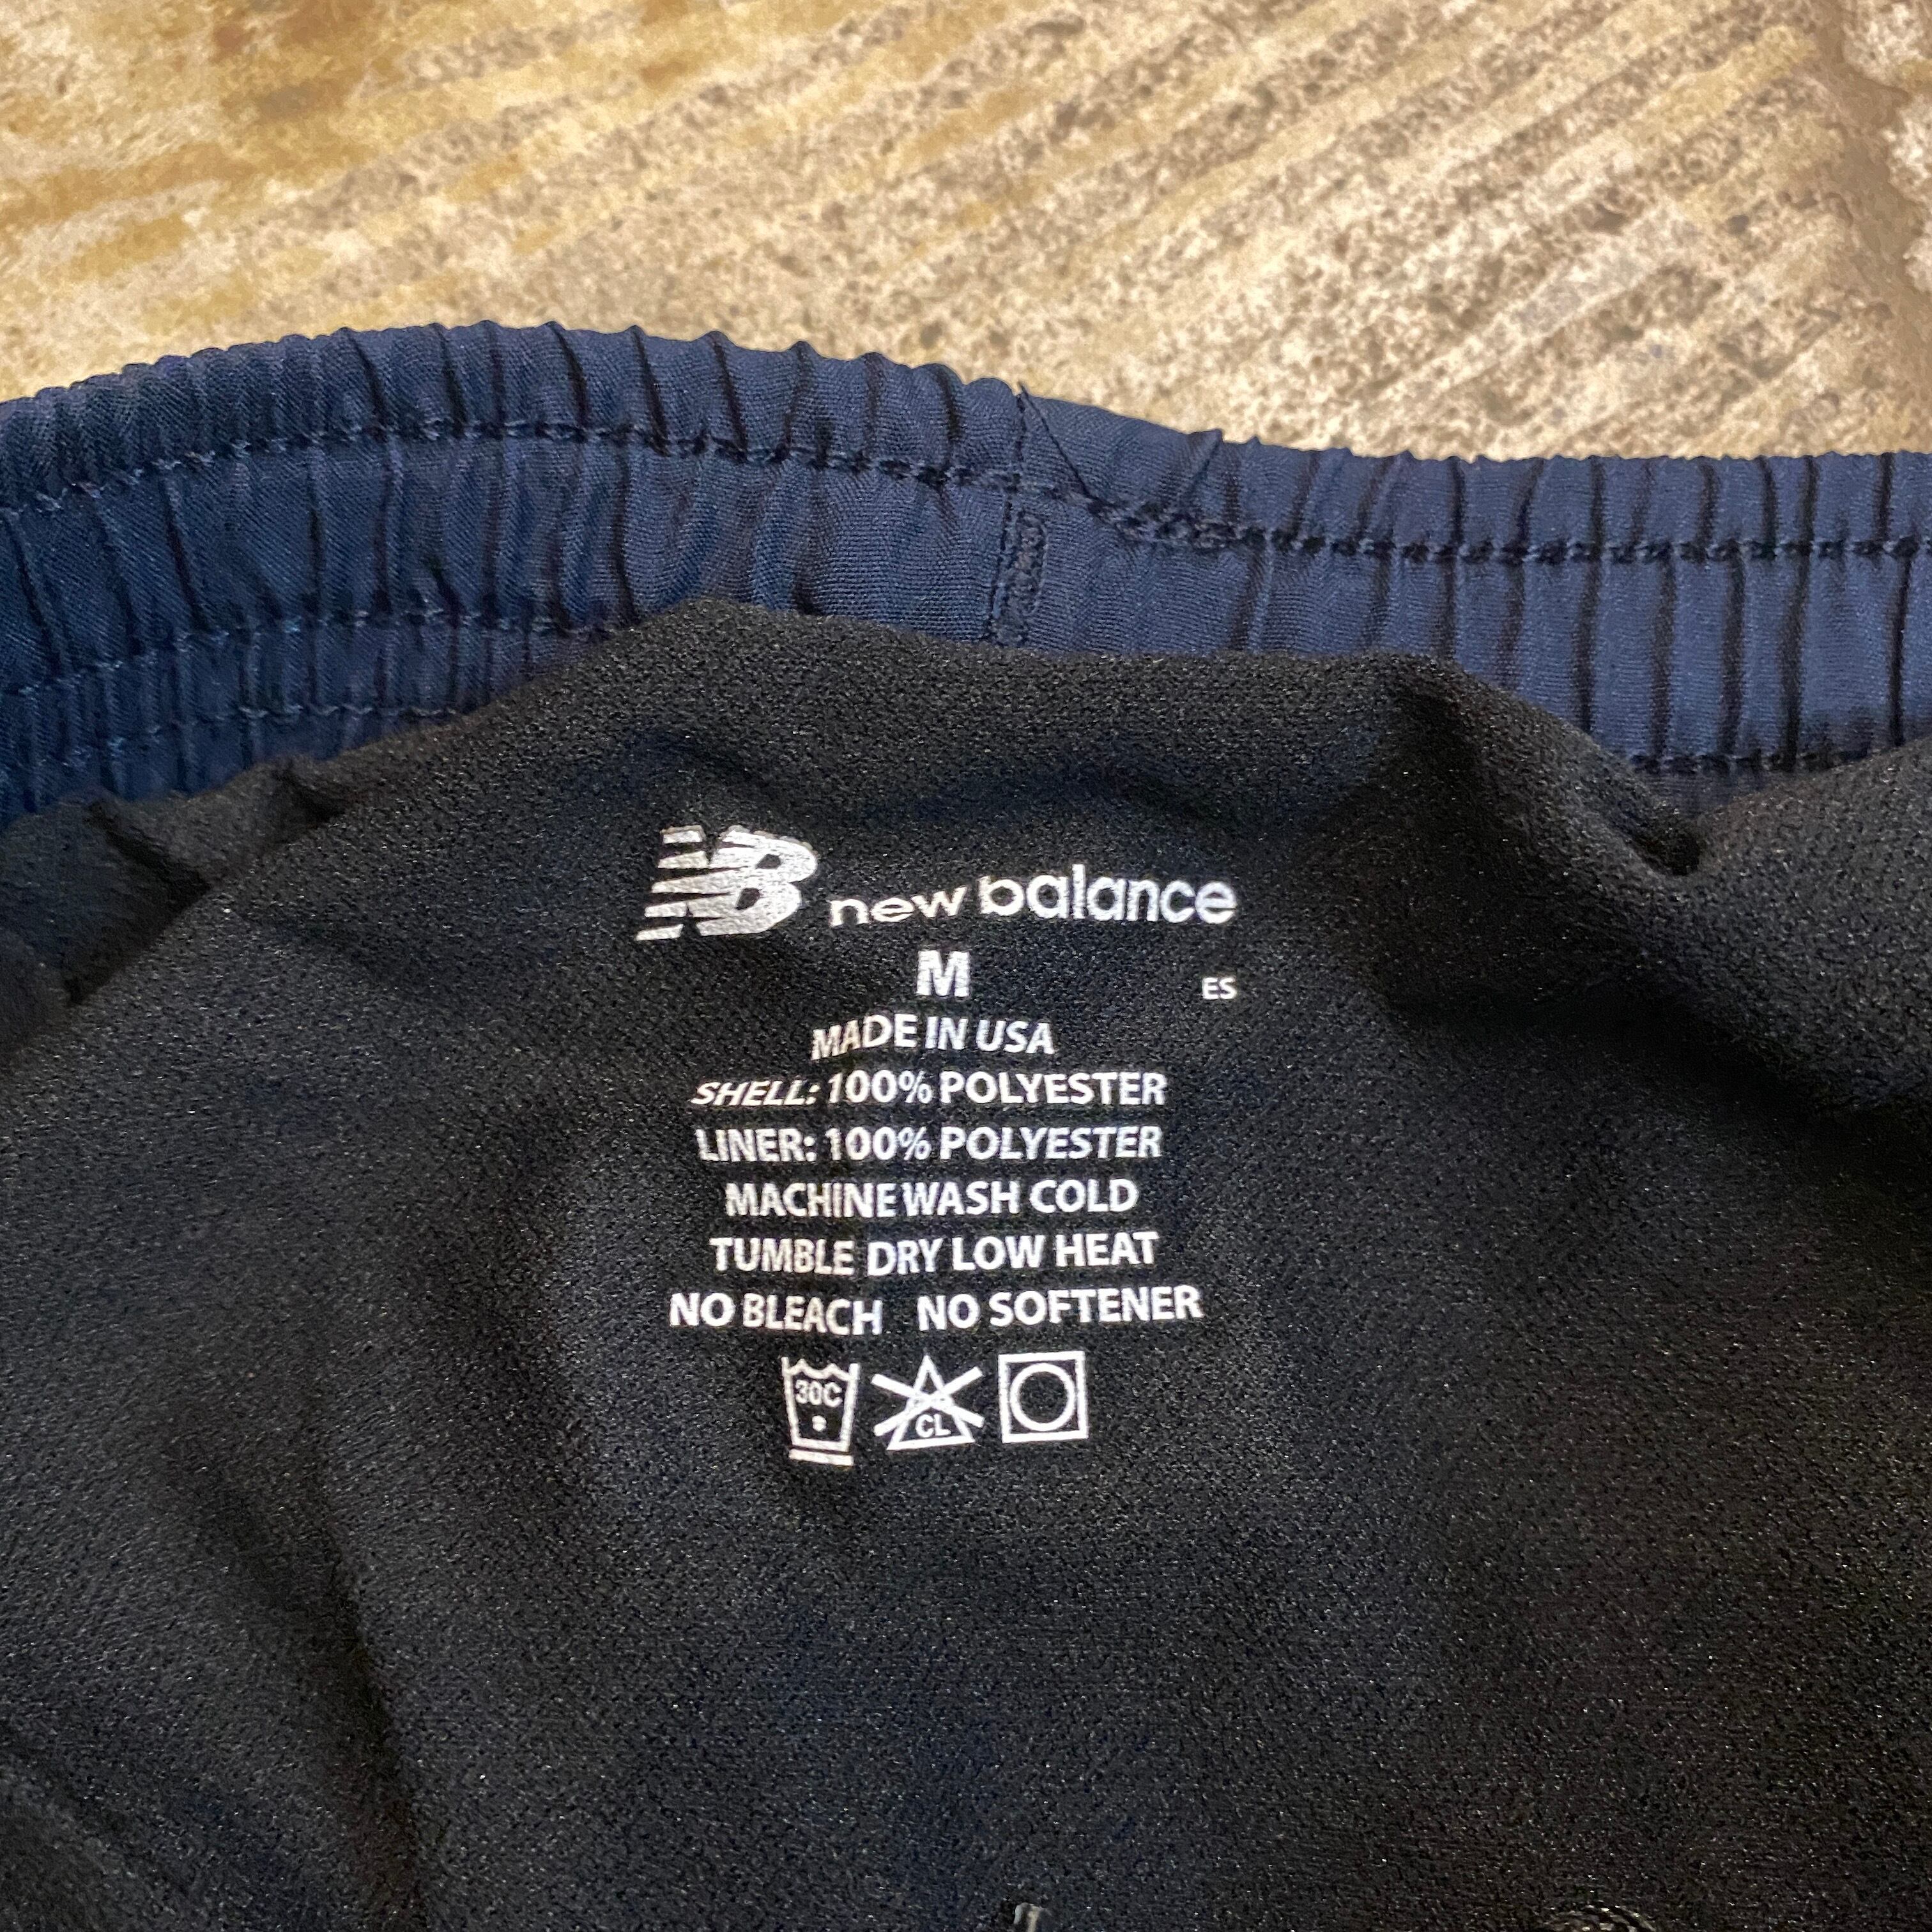 NB new balance
M ES
MADE IN USA
SHELL: 100% POLYESTER
LINER: 100% POLYESTER
MACHINE WASH COLD
TUMBLE DRY LOW HEAT
NO BLEACH NO SOFTENER
30C CL